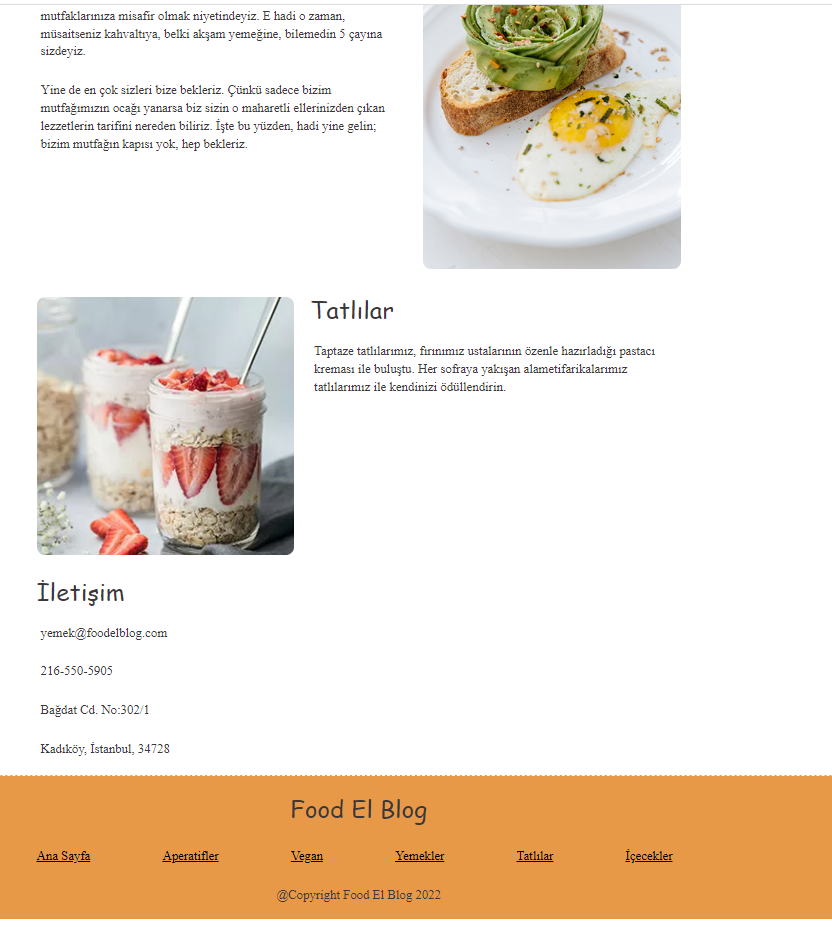 mutfaklarınıza misafir olmak niyetindeyiz. E hadi o zaman,
müsaitseniz kahvaltıya, belki akşam yemeğine, bilemedin 5 çayına
sizdeyiz.
Yine de en çok sizleri bize bekleriz. Çünkü sadece bizim
mutfağımızın ocağı yanarsa biz sizin o maharetli ellerinizden çıkan
lezzetlerin tarifini nereden biliriz. İşte bu yüzden, hadi yine gelin;
bizim mutfağın kapısı yok, hep bekleriz.
Tatlılar
Taptaze tatlılarımız, fırınımız ustalarının özenle hazırladığı pastacı
kreması ile buluştu. Her sofraya yakışan alametifarikalarımız
tatlılarımız ile kendinizi ödüllendirin.
İletişim
yemek@foodelblog.com
216-550-5905
Bağdat Cd. No:302/1
Kadıköy, İstanbul, 34728
Food El Blog
Ana Sayfa Aperatifler Vegan Yemekler Tatlılar İçecekler
@Copyright Food El Blog 2022